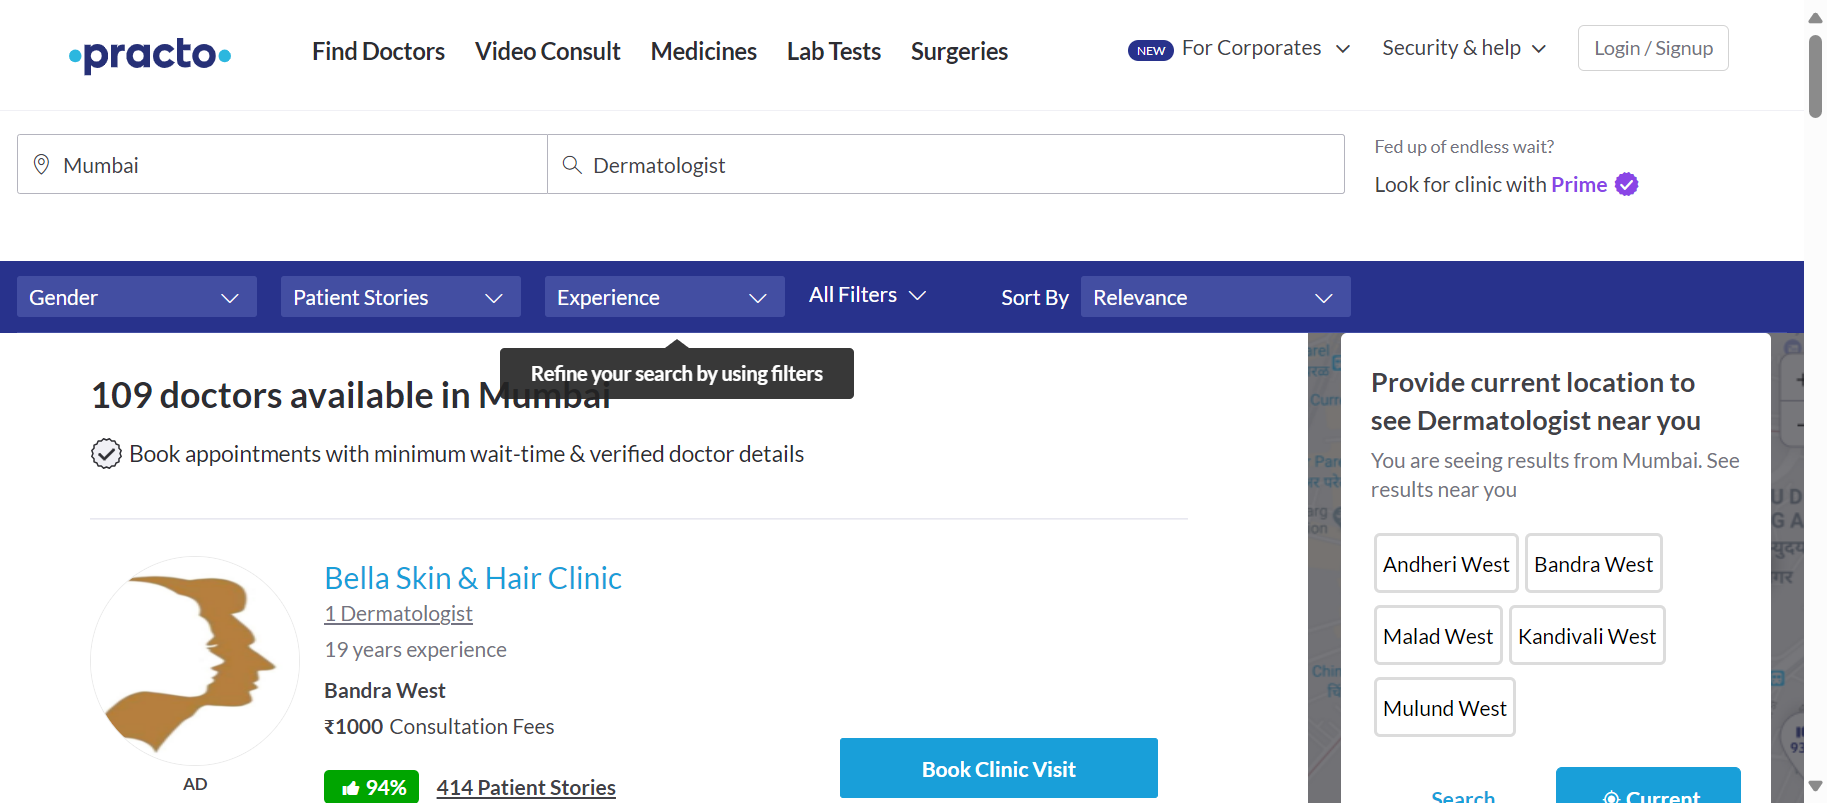 practo
Find Doctors
Video Consult
Medicines
Lab Tests
Surgeries
NEW For Corporates
Security & help
Login / Signup
Mumbai
Dermatologist
Fed up of endless wait?
Look for clinic with Prime
Gender
Patient Stories
Experience
All Filters
Sort By
Relevance
Refine your search by using filters
109 doctors available in Mumbai
Book appointments with minimum wait-time & verified doctor details
Bella Skin & Hair Clinic
1 Dermatologist
19 years experience
Bandra West
₹1000 Consultation Fees
AD
94%
414 Patient Stories
Book Clinic Visit
Provide current location to
see Dermatologist near you
You are seeing results from Mumbai. See
results near you
Andheri West
Bandra West
Malad West
Kandivali West
Mulund West
Search
Current